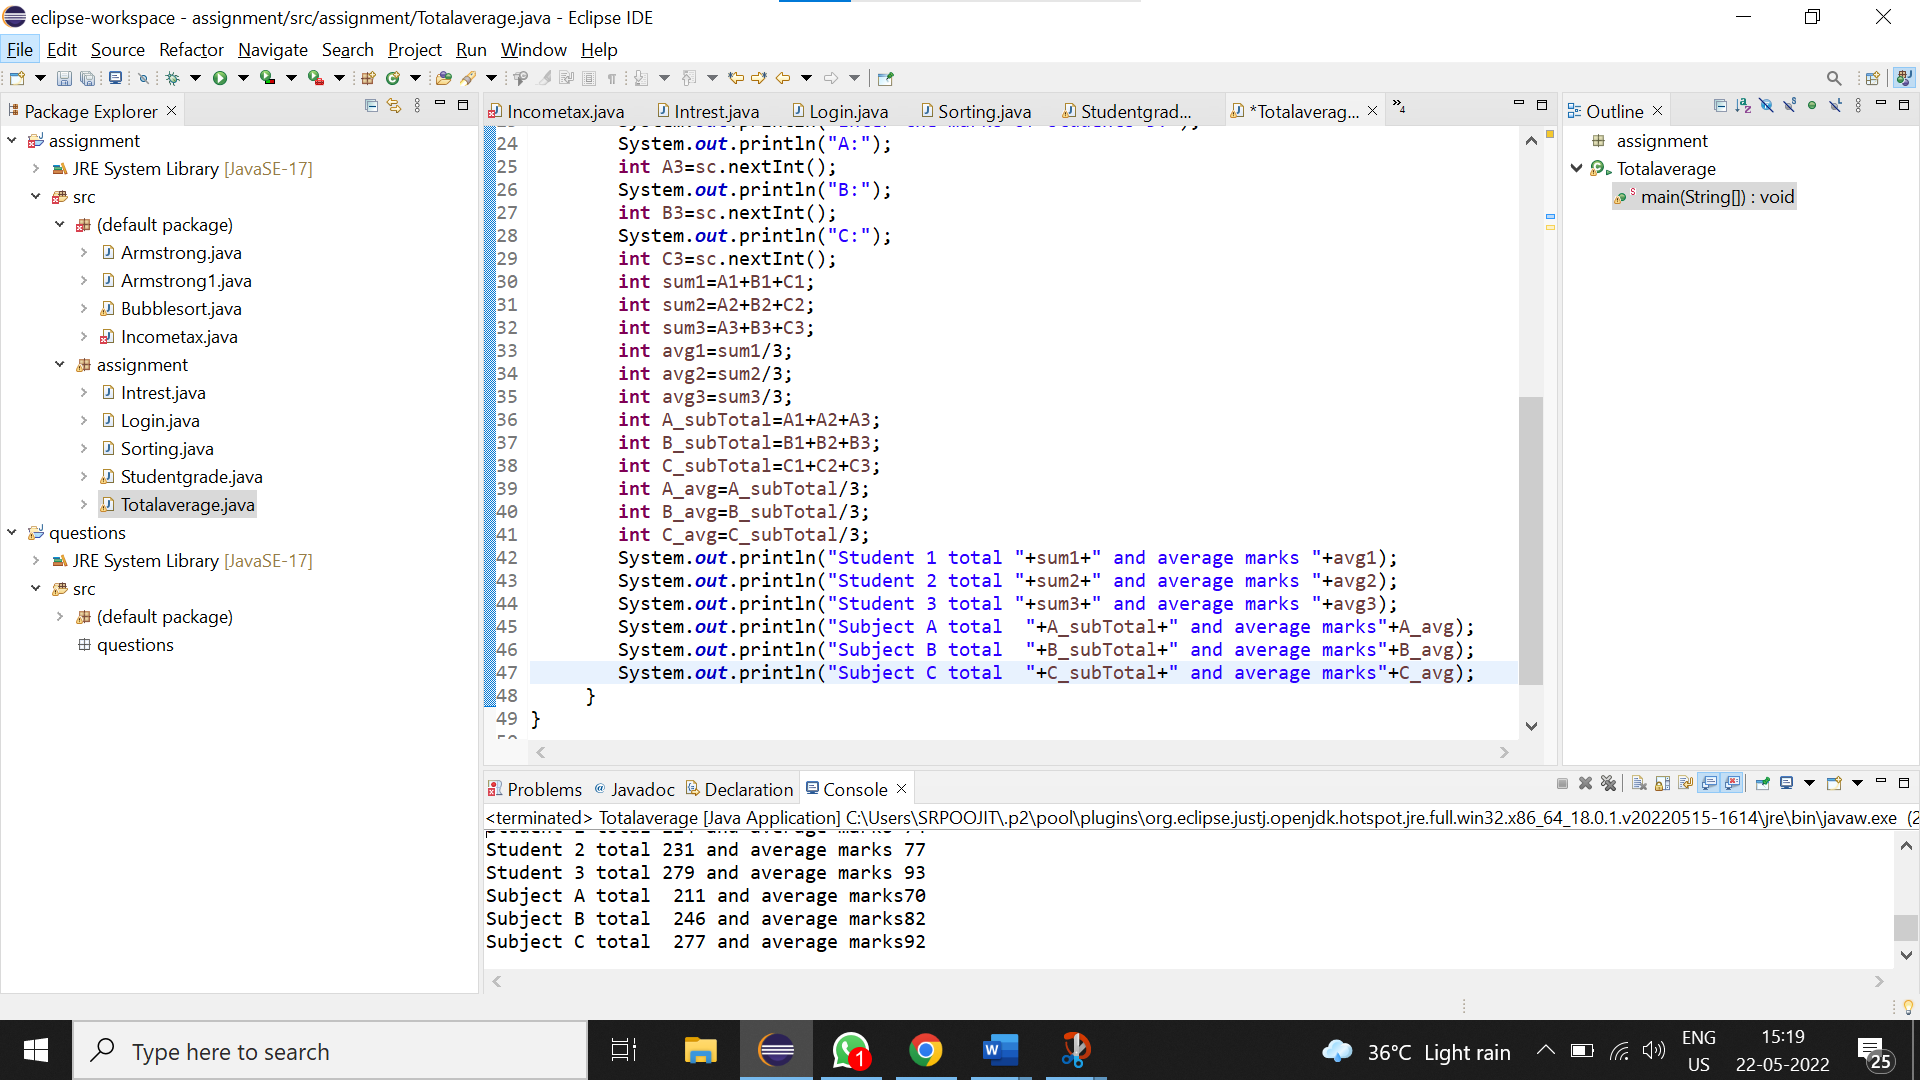 eclipse-workspace - assignment/src/assignment/Totalaverage.java - Eclipse IDE
File Edit Source Refactor Navigate Search Project Run Window Help
Package Explorer
assignment
JRE System Library [JavaSE-17]
src
(default package)
Armstrong.java
Armstrong1.java
Bubblesort.java
Incometax.java
assignment
Intrest.java
Login.java
Sorting.java
Studentgrade.java
Totalaverage.java
questions
JRE System Library [JavaSE-17]
src
(default package)
questions
Incometax.java Intrest.java Login.java Sorting.java Studentgrad... *Totalaverag... »4
24 System.out.println("A:");
25 int A3=sc.nextInt();
26 System.out.println("B:");
27 int B3=sc.nextInt();
28 System.out.println("C:");
29 int C3=sc.nextInt();
30 int sum1=A1+B1+C1;
31 int sum2=A2+B2+C2;
32 int sum3=A3+B3+C3;
33 int avg1=sum1/3;
34 int avg2=sum2/3;
35 int avg3=sum3/3;
36 int A_subTotal=A1+A2+A3;
37 int B_subTotal=B1+B2+B3;
38 int C_subTotal=C1+C2+C3;
39 int A_avg=A_subTotal/3;
40 int B_avg=B_subTotal/3;
41 int C_avg=C_subTotal/3;
42 System.out.println("Student 1 total "+sum1+" and average marks "+avg1);
43 System.out.println("Student 2 total "+sum2+" and average marks "+avg2);
44 System.out.println("Student 3 total "+sum3+" and average marks "+avg3);
45 System.out.println("Subject A total  "+A_subTotal+" and average marks"+A_avg);
46 System.out.println("Subject B total  "+B_subTotal+" and average marks"+B_avg);
47 System.out.println("Subject C total  "+C_subTotal+" and average marks"+C_avg);
48 }
49 }
Outline
assignment
Totalaverage
main(String[]) : void
Problems @ Javadoc Declaration Console
<terminated> Totalaverage [Java Application] C:\Users\SRPOOJIT\.p2\pool\plugins\org.eclipse.justj.openjdk.hotspot.jre.full.win32.x86_64_18.0.1.v20220515-1614\jre\bin\javaw.exe (2
Student 2 total 231 and average marks 77
Student 3 total 279 and average marks 93
Subject A total  211 and average marks70
Subject B total  246 and average marks82
Subject C total  277 and average marks92
Type here to search
1
36°C Light rain
ENG
US
15:19
22-05-2022
25